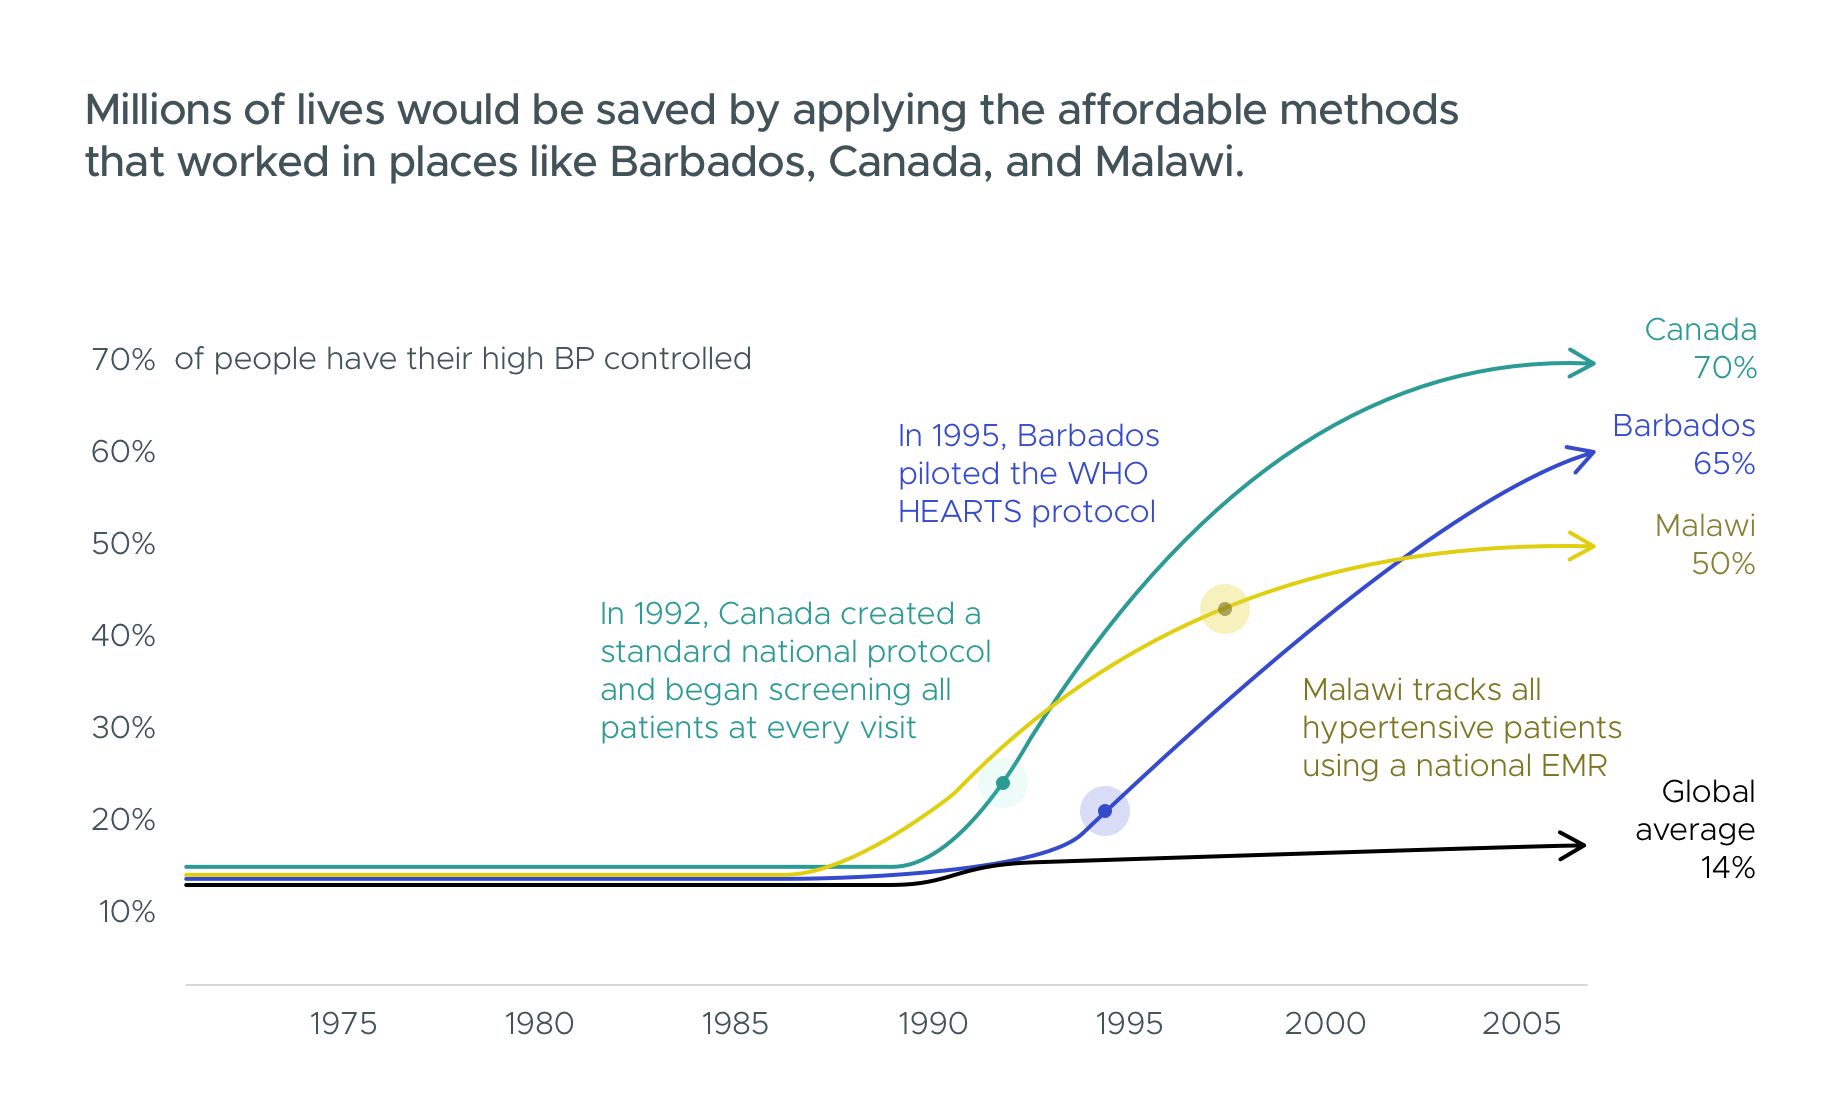 Millions of lives would be saved by applying the affordable methods
that worked in places like Barbados, Canada, and Malawi.
70% of people have their high BP controlled
60%
50%
40%
30%
20%
10%
In 1995, Barbados
piloted the WHO
HEARTS protocol
In 1992, Canada created a
standard national protocol
and began screening all
patients at every visit
Malawi tracks all
hypertensive patients
using a national EMR
Canada
70%
Barbados
65%
Malawi
50%
Global
average
14%
1975 1980 1985 1990 1995 2000 2005